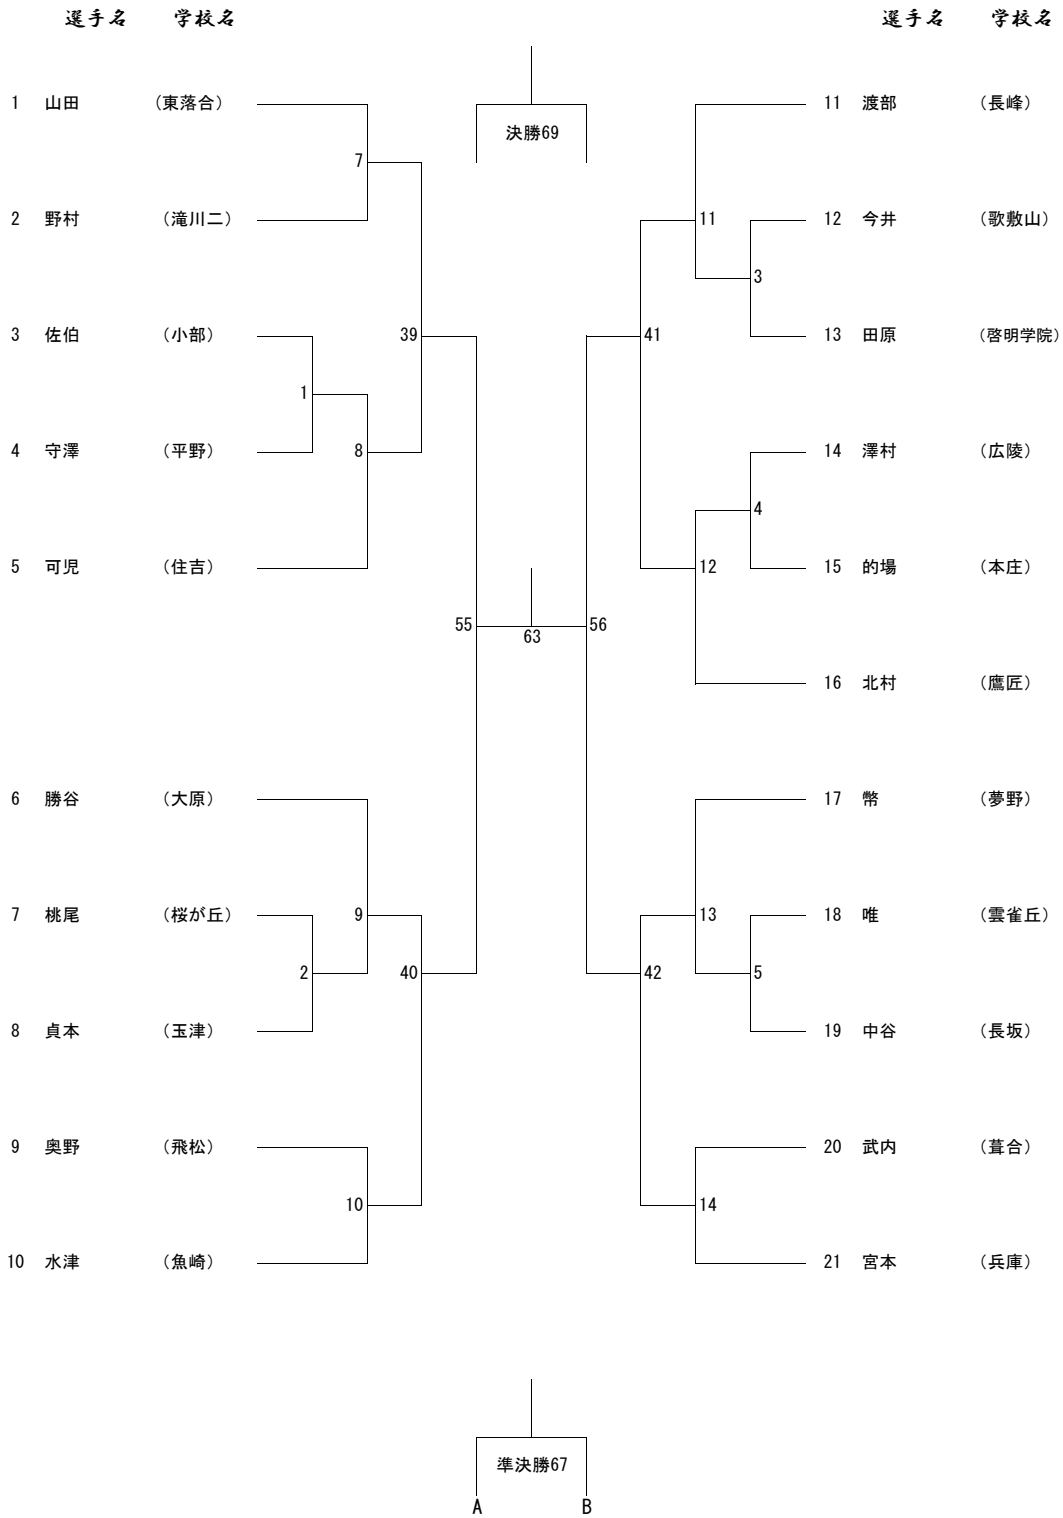 選手名 学校名 選手名 学校名
1 山田 （東落合） 決勝69 11 渡部 （長峰）
7
2 野村 （滝川二） 11 12 今井 （歌敷山）
3
3 佐伯 （小部） 39 41 13 田原 （啓明学院）
1
4 守澤 （平野） 8 14 澤村 （広陵）
4
5 可児 （住吉） 12 15 的場 （本庄）
55 63 56
16 北村 （鷹匠）
6 勝谷 （大原） 17 幣 （夢野）
7 桃尾 （桜が丘） 9 13 18 唯 （雲雀丘）
2 40 42 5
8 貞本 （玉津） 19 中谷 （長坂）
9 奥野 （飛松） 20 武内 （葺合）
10 14
10 水津 （魚崎） 21 宮本 （兵庫）
準決勝67
A B